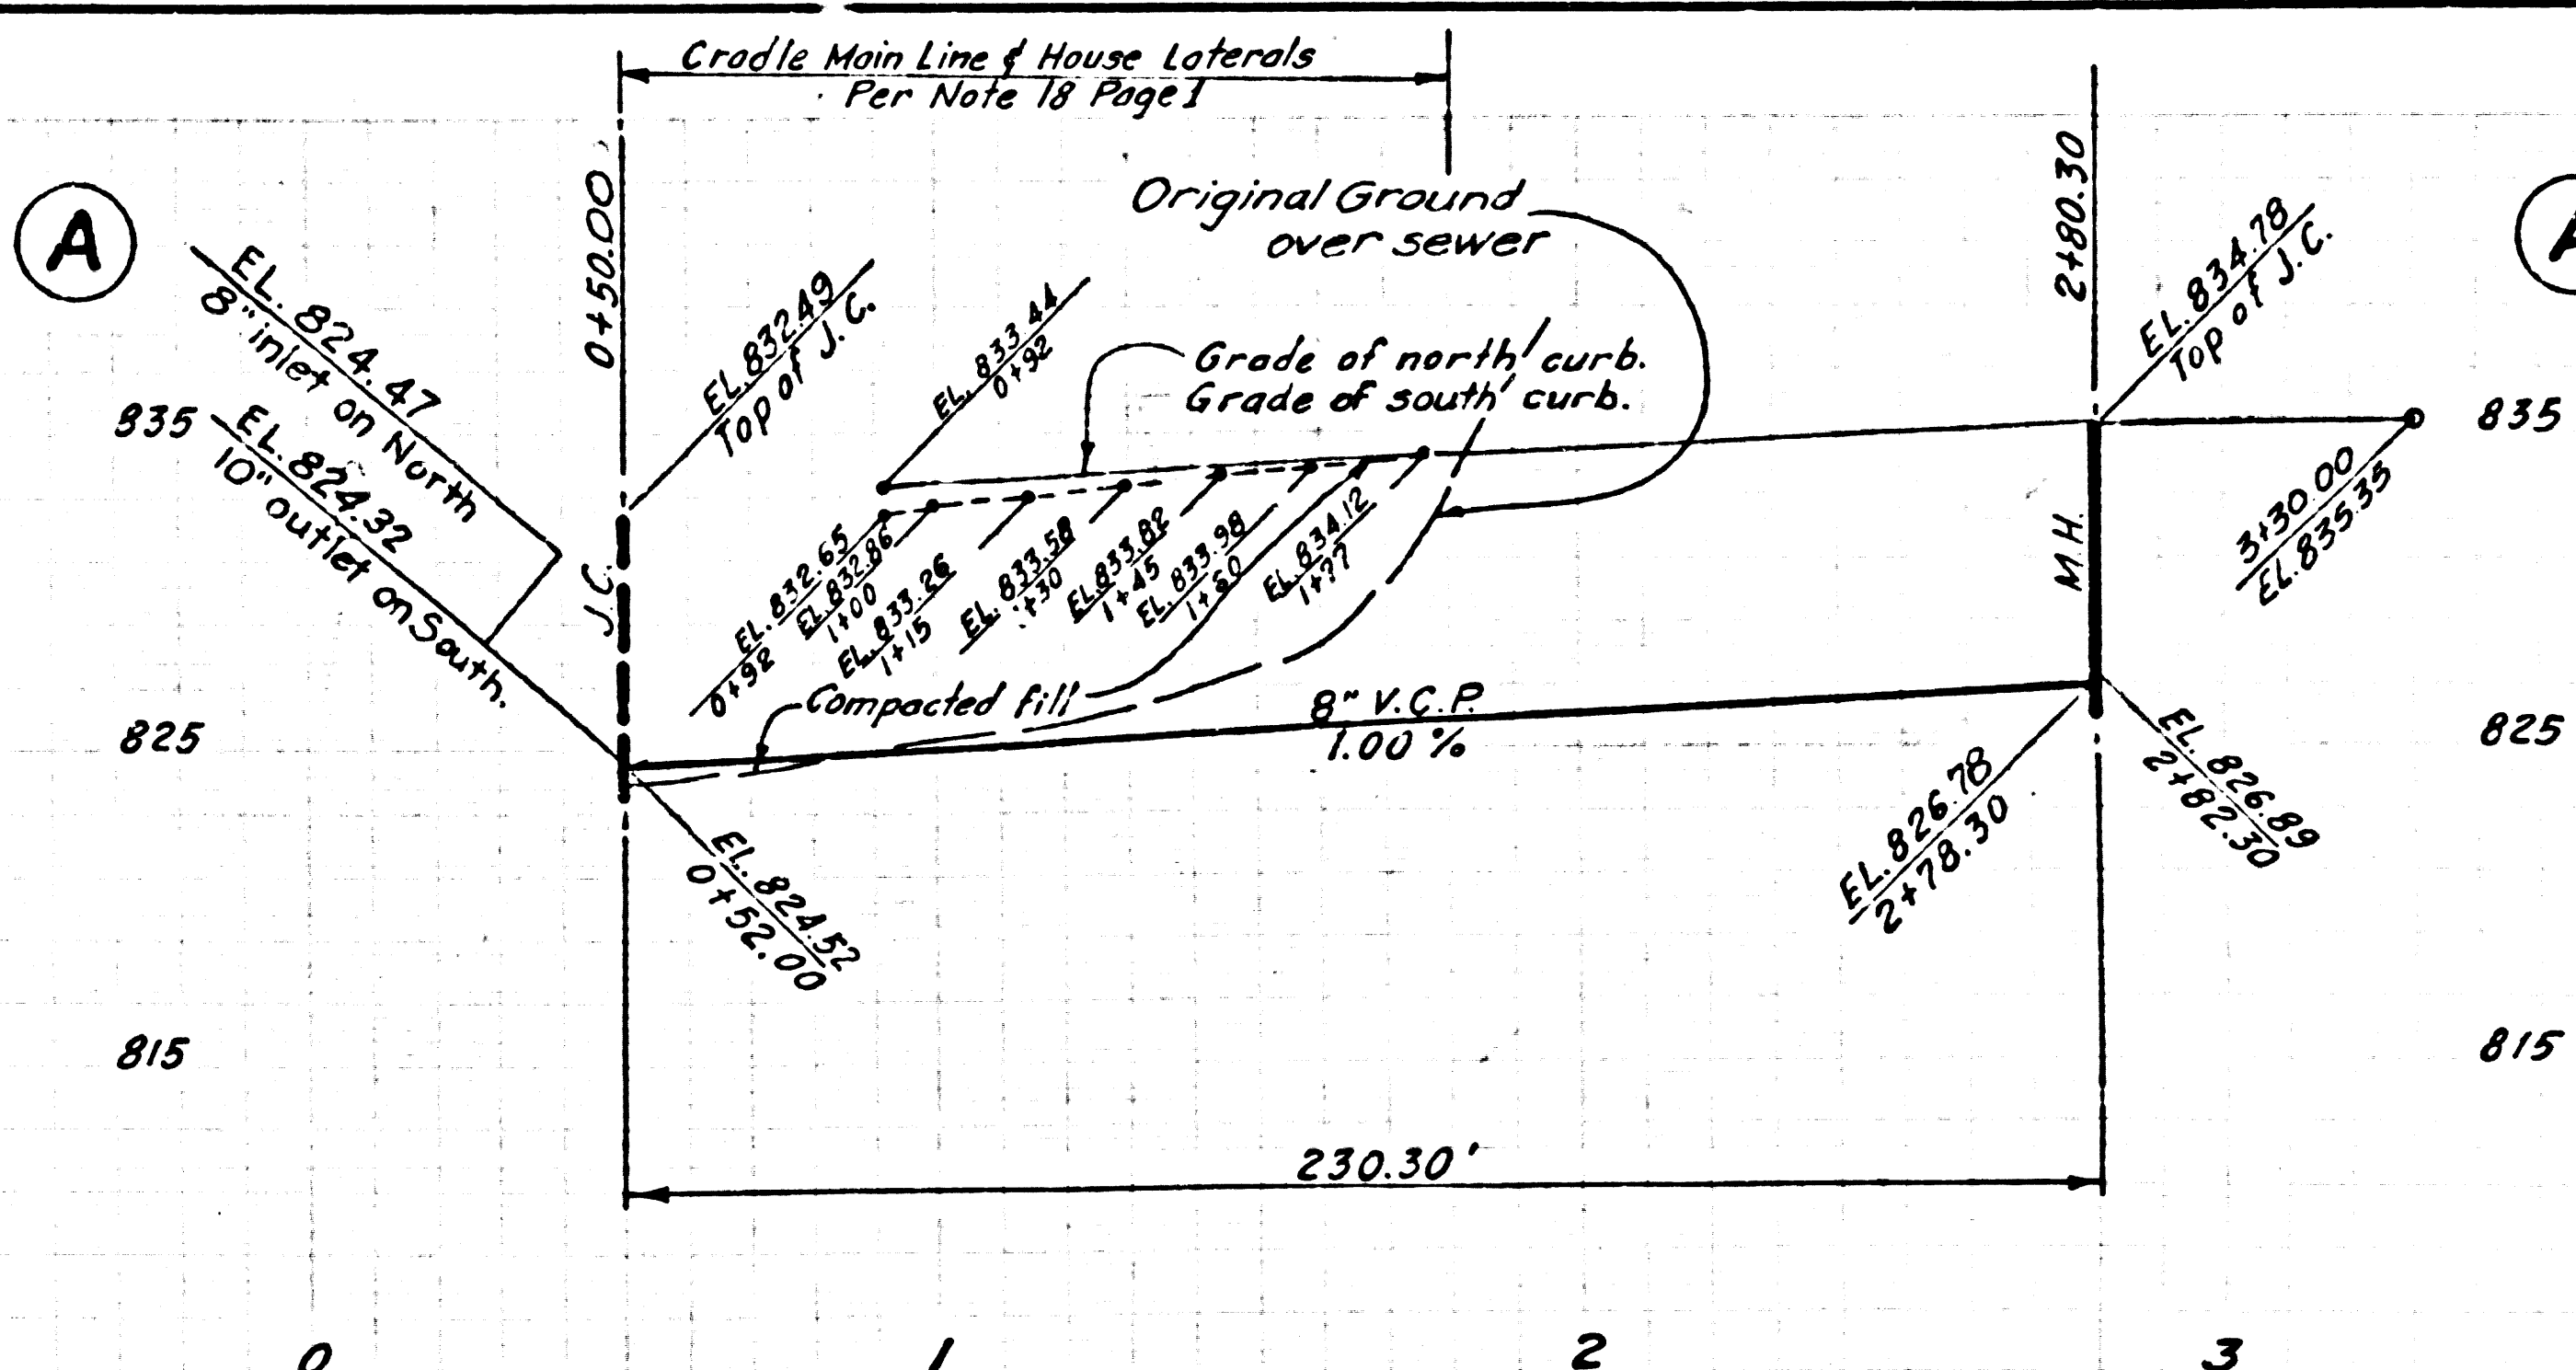 Cradle Main Line & House Laterals
Per Note 18 Page 1
A
EL. 824.47
8" inlet on North
EL. 824.32
10" outlet on South.
0+50.00
J.C.
EL. 832.49
Top of J.C.
EL. 833.44
0+92
Original Ground
over sewer
Grade of north curb.
Grade of south curb.
2+80.30
M.H.
EL. 834.78
Top of J.C.
A
835
835
3+30.00
EL. 835.35
EL. 832.65
0+92
EL. 832.86
1+00
EL. 833.26
1+15
EL. 833.58
1+30
EL. 833.82
1+45
EL. 833.98
1+60
EL. 834.12
1+77
Compacted fill
8" V.C.P.
1.00 %
825
825
EL. 824.52
0+52.00
EL. 826.78
2+78.30
EL. 826.89
2+82.30
815
815
230.30'
0
1
2
3